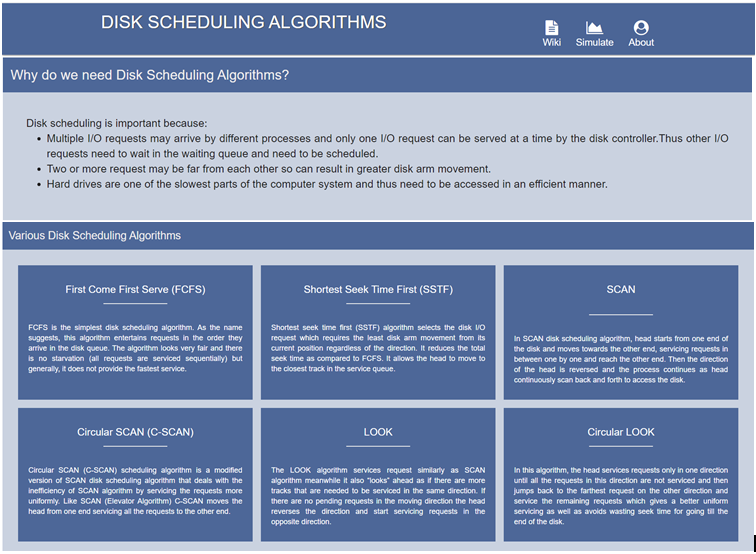 DISK SCHEDULING ALGORITHMS
Wiki
Simulate
About
Why do we need Disk Scheduling Algorithms?
Disk scheduling is important because:
• Multiple I/O requests may arrive by different processes and only one I/O request can be served at a time by the disk controller.Thus other I/O
requests need to wait in the waiting queue and need to be scheduled.
• Two or more request may be far from each other so can result in greater disk arm movement.
• Hard drives are one of the slowest parts of the computer system and thus need to be accessed in an efficient manner.
Various Disk Scheduling Algorithms
First Come First Serve (FCFS)
FCFS is the simplest disk scheduling algorithm. As the name
suggests, this algorithm entertains requests in the order they
arrive in the disk queue. The algorithm looks very fair and there
is no starvation (all requests are serviced sequentially) but
generally, it does not provide the fastest service.
Shortest Seek Time First (SSTF)
Shortest seek time first (SSTF) algorithm selects the disk I/O
request which requires the least disk arm movement from its
current position regardless of the direction. It reduces the total
seek time as compared to FCFS. It allows the head to move to
the closest track in the service queue.
SCAN
In SCAN disk scheduling algorithm, head starts from one end of
the disk and moves towards the other end, servicing requests in
between one by one and reach the other end. Then the direction
of the head is reversed and the process continues as head
continuously scan back and forth to access the disk.
Circular SCAN (C-SCAN)
Circular SCAN (C-SCAN) scheduling algorithm is a modified
version of SCAN disk scheduling algorithm that deals with the
inefficiency of SCAN algorithm by servicing the requests more
uniformly. Like SCAN (Elevator Algorithm) C-SCAN moves the
head from one end servicing all the requests to the other end.
LOOK
The LOOK algorithm services request similarly as SCAN
algorithm meanwhile it also "looks" ahead as if there are more
tracks that are needed to be serviced in the same direction. If
there are no pending requests in the moving direction the head
reverses the direction and start servicing requests in the
opposite direction.
Circular LOOK
In this algorithm, the head services requests only in one direction
until all the requests in this direction are not serviced and then
jumps back to the farthest request on the other direction and
service the remaining requests which gives a better uniform
servicing as well as avoids wasting seek time for going till the
end of the disk.